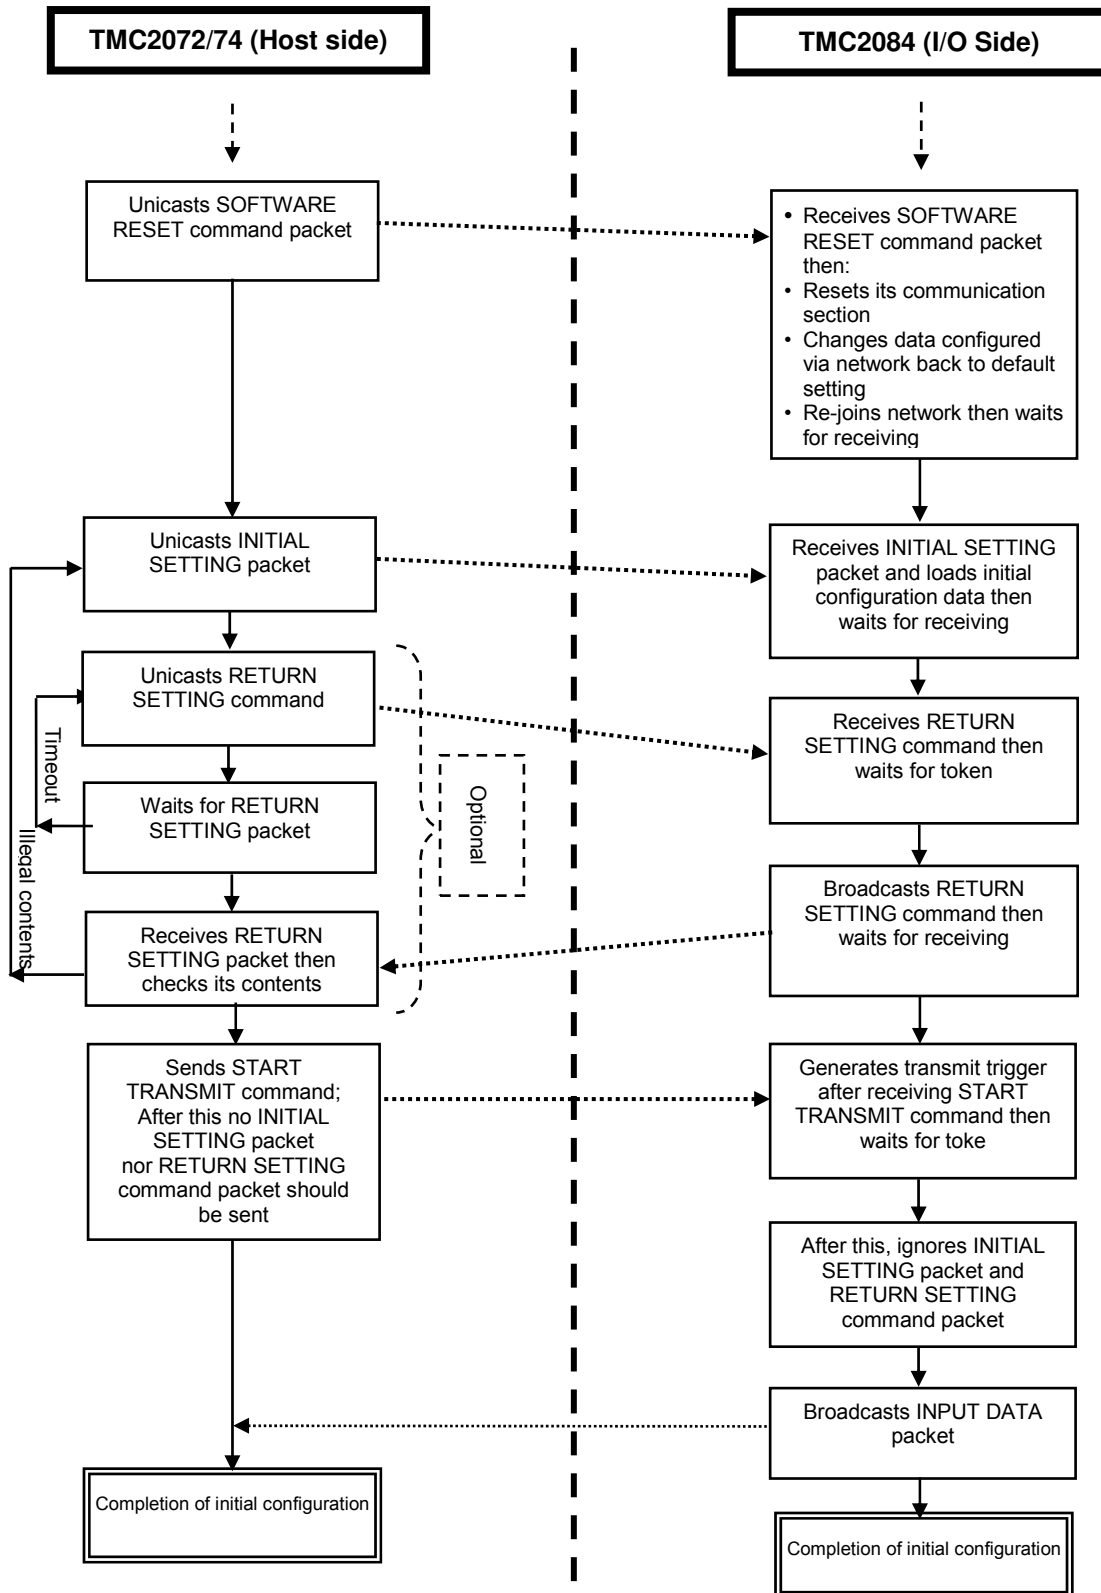 TMC2072/74 (Host side)
TMC2084 (I/O Side)
Unicasts SOFTWARE
RESET command packet
• Receives SOFTWARE
RESET command packet
then:
• Resets its communication
section
• Changes data configured
via network back to default
setting
• Re-joins network then waits
for receiving
Unicasts INITIAL
SETTING packet
Receives INITIAL SETTING
packet and loads initial
configuration data then
waits for receiving
Unicasts RETURN
SETTING command
Receives RETURN
SETTING command then
waits for token
Timeout
Waits for RETURN
SETTING packet
Optional
Illegal contents
Broadcasts RETURN
SETTING command then
waits for receiving
Receives RETURN
SETTING packet then
checks its contents
Sends START
TRANSMIT command;
After this no INITIAL
SETTING packet
nor RETURN SETTING
command packet should
be sent
Generates transmit trigger
after receiving START
TRANSMIT command then
waits for toke
After this, ignores INITIAL
SETTING packet and
RETURN SETTING
command packet
Broadcasts INPUT DATA
packet
Completion of initial configuration
Completion of initial configuration